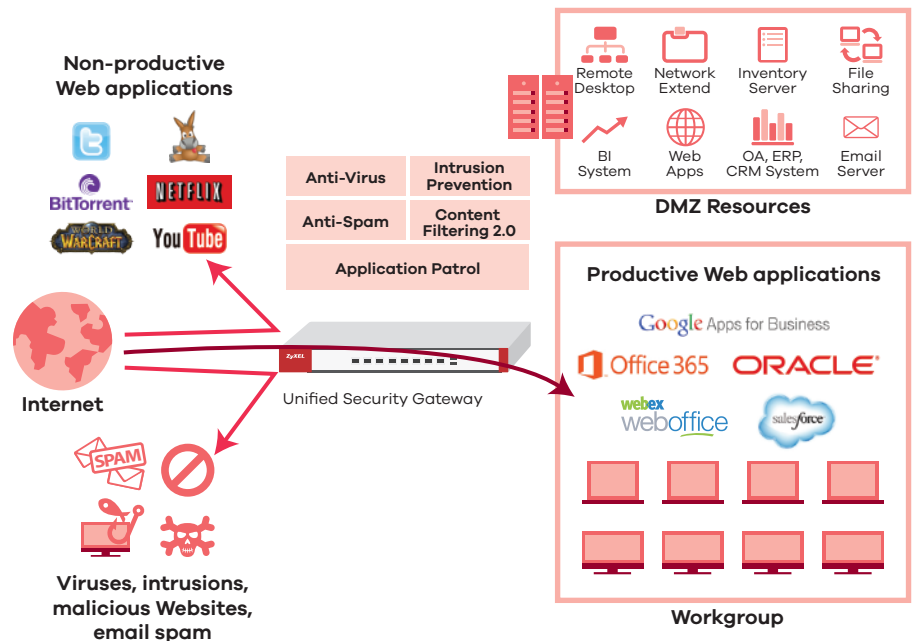 Non-productive
Web applications
BitTorrent
NETFLIX
WORLD
WARCRAFT
YouTube
Internet
SPAM
Viruses, intrusions,
malicious Websites,
email spam
Anti-Virus
Intrusion
Prevention
Anti-Spam
Content
Filtering 2.0
Application Patrol
ZyXEL
Unified Security Gateway
Remote
Desktop
Network
Extend
Inventory
Server
File
Sharing
BI
System
Web
Apps
OA, ERP,
CRM System
Email
Server
DMZ Resources
Productive Web applications
Google Apps for Business
Office 365
ORACLE®
webex
weboffice
salesforce
Workgroup